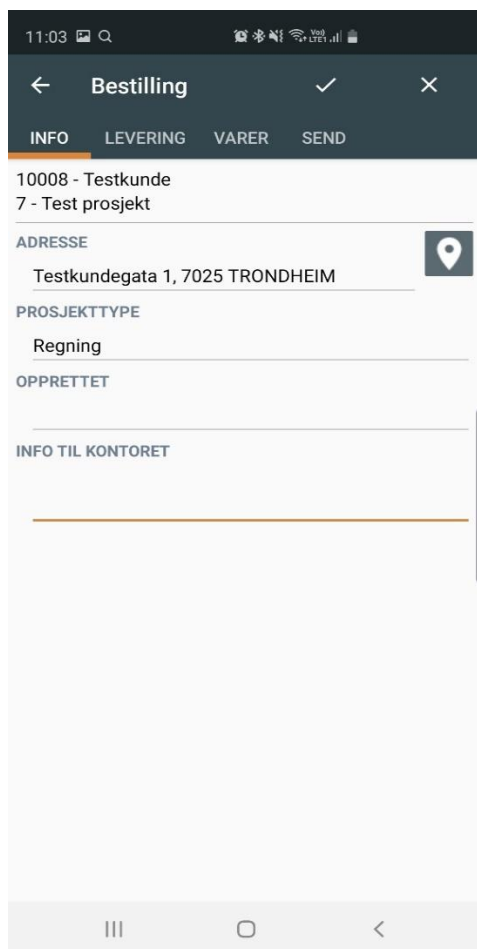 11:03
Bestilling
INFO LEVERING VARER SEND
10008 - Testkunde
7 - Test prosjekt
ADRESSE
Testkundegata 1, 7025 TRONDHEIM
PROSJEKTTYPE
Regning
OPPRETTET
INFO TIL KONTORET